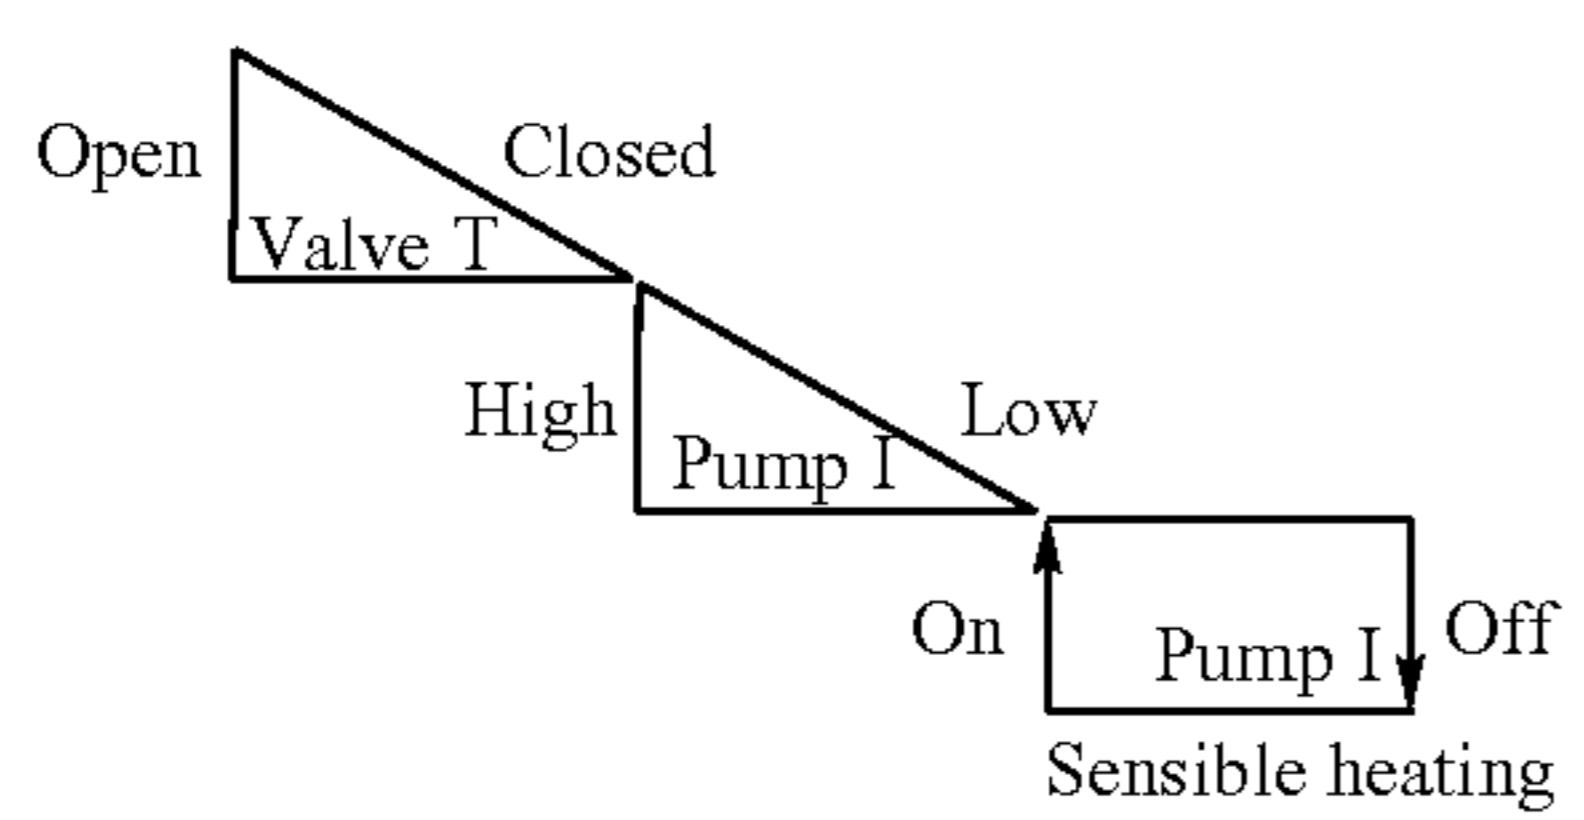 Open
Closed
Valve T
High
Low
Pump I
On
Off
Pump I
Sensible heating